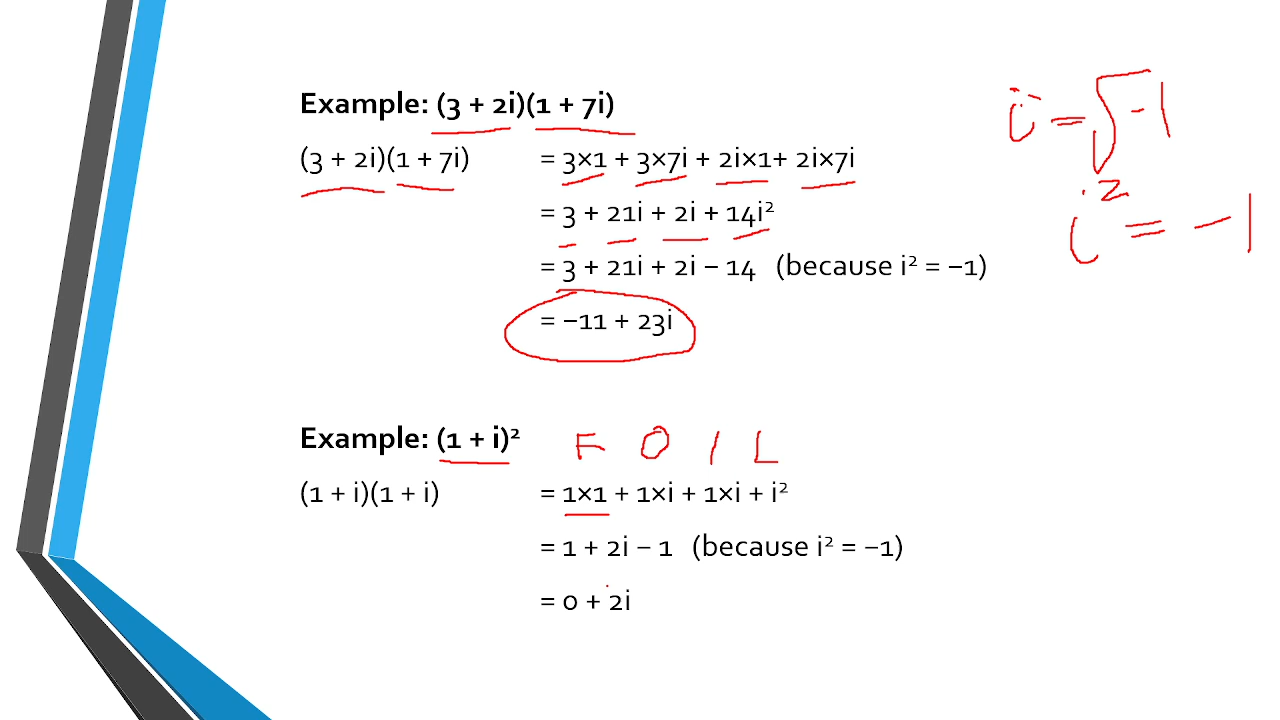 Example: (3 + 2i)(1 + 7i)
i = √-1
(3 + 2i)(1 + 7i) = 3×1 + 3×7i + 2i×1+ 2i×7i
i² = -1
= 3 + 21i + 2i + 14i²
= 3 + 21i + 2i − 14 (because i² = −1)
= −11 + 23i
Example: (1 + i)² F O I L
(1 + i)(1 + i) = 1×1 + 1×i + 1×i + i²
= 1 + 2i − 1 (because i² = −1)
= 0 + 2i